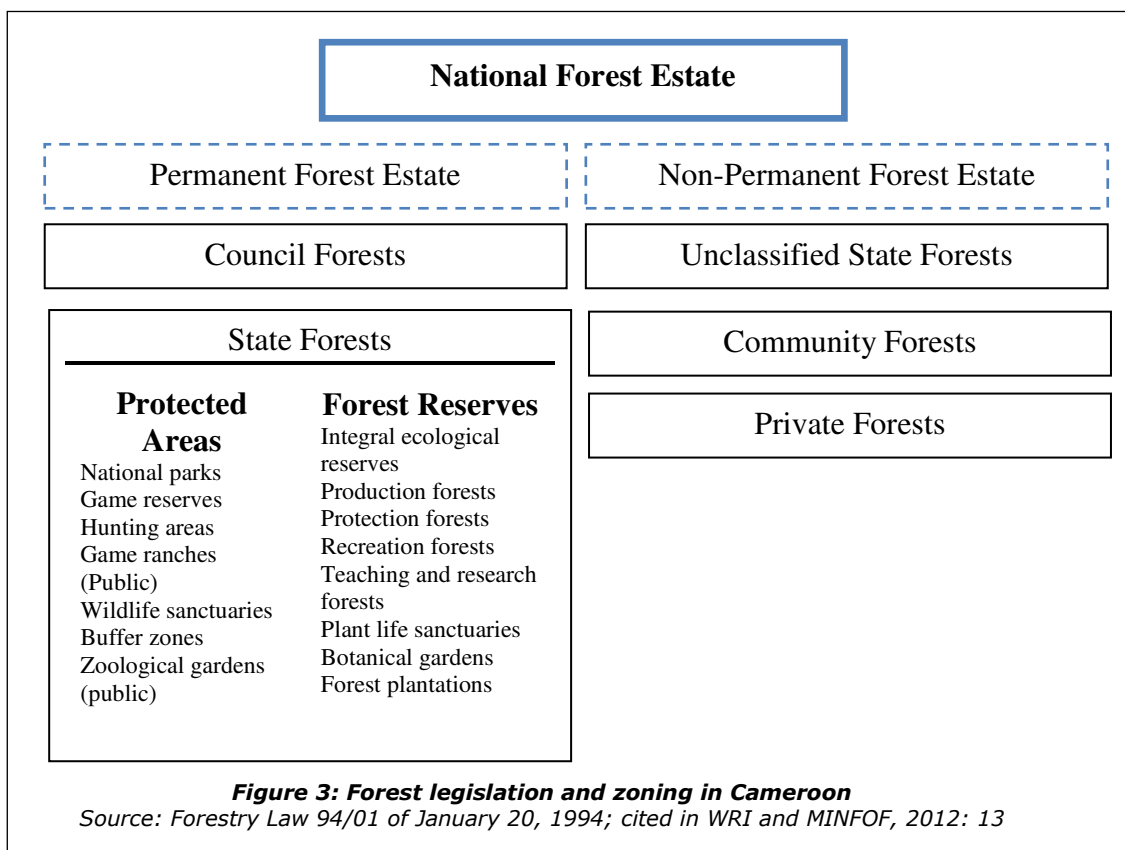 National Forest Estate
Permanent Forest Estate
Non-Permanent Forest Estate
Council Forests
Unclassified State Forests
State Forests
Protected
Areas
National parks
Game reserves
Hunting areas
Game ranches
(Public)
Wildlife sanctuaries
Buffer zones
Zoological gardens
(public)
Forest Reserves
Integral ecological
reserves
Production forests
Protection forests
Recreation forests
Teaching and research
forests
Plant life sanctuaries
Botanical gardens
Forest plantations
Community Forests
Private Forests
Figure 3: Forest legislation and zoning in Cameroon
Source: Forestry Law 94/01 of January 20, 1994; cited in WRI and MINFOF, 2012: 13